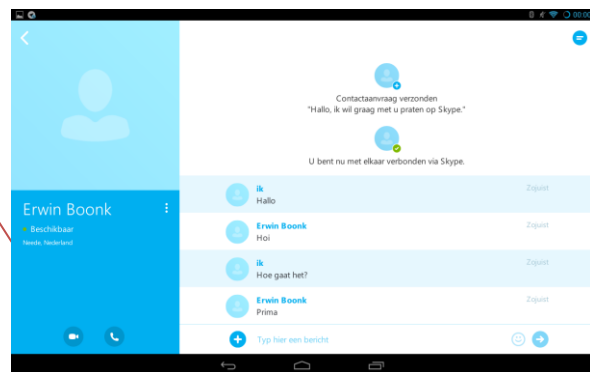 00:00
Contactaanvraag verzonden
"Hallo, ik wil graag met u praten op Skype."
U bent nu met elkaar verbonden via Skype.
Erwin Boonk
Beschikbaar
Neede, Nederland
ik
Zojuist
Hallo
Erwin Boonk
Zojuist
Hoi
ik
Zojuist
Hoe gaat het?
Erwin Boonk
Zojuist
Prima
Typ hier een bericht